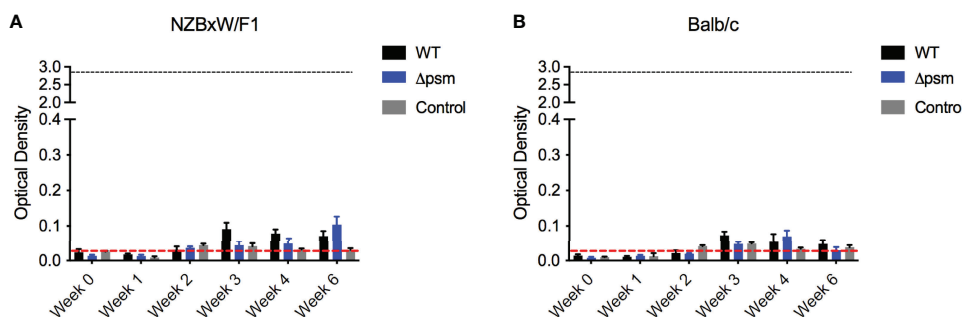 A
NZBxW/F1
WT
Δpsm
Control
Optical Density
3.0
2.5
2.0
0.4
0.3
0.2
0.1
0.0
Week 0
Week 1
Week 2
Week 3
Week 4
Week 6
B
Balb/c
WT
Δpsm
Contro
Optical Density
3.0
2.5
2.0
0.4
0.3
0.2
0.1
0.0
Week 0
Week 1
Week 2
Week 3
Week 4
Week 6